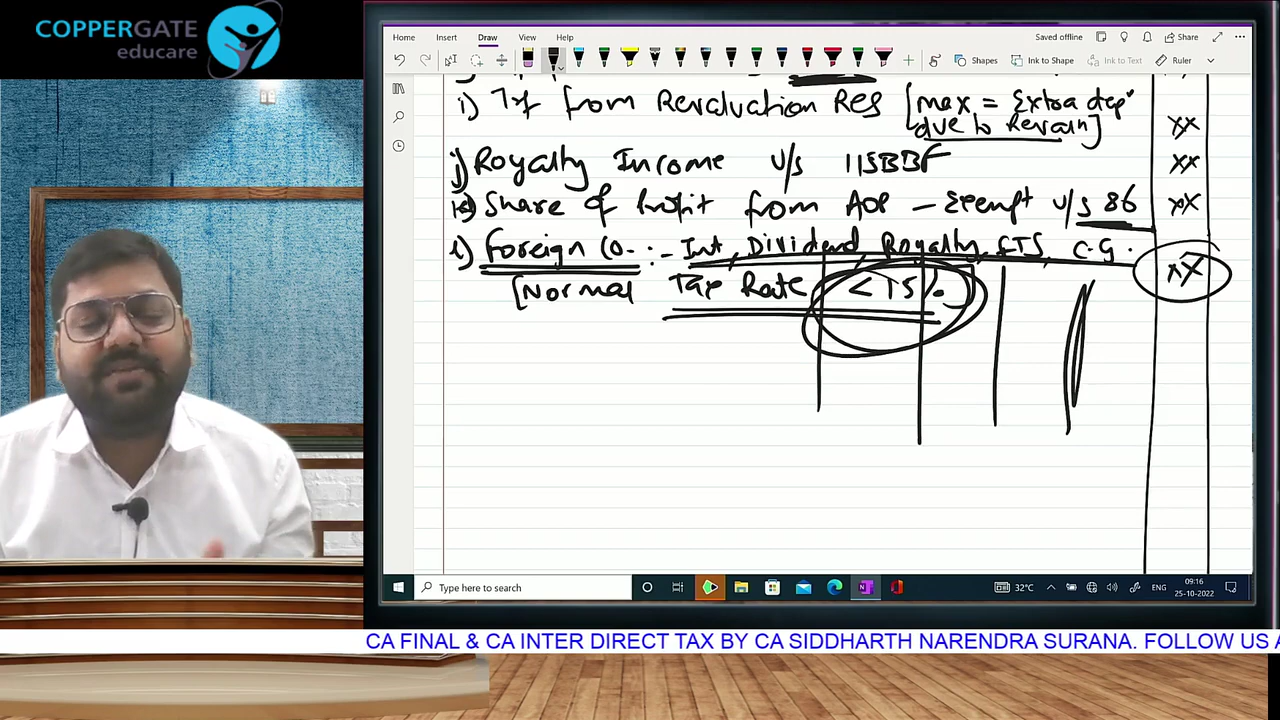 COPPERGATE
educare
Home Insert Draw View Help
Saved offline
Share
Shapes
Ink to Shape
Ink to Text
Ruler
i) Tf from Revaluation Res [max = Extra depn
due to Revaln] xx
j) Royalty Income u/s 115BBF xx
k) Share of Profit from AOP - Exempt u/s 86 xx
l) Foreign Co. :- Int, Dividend, Royalty, FTS, C.G. xx
[Normal Tax Rate < 15%]
Type here to search
32°C
ENG
09:16
25-10-2022
CA FINAL & CA INTER DIRECT TAX BY CA SIDDHARTH NARENDRA SURANA. FOLLOW US A